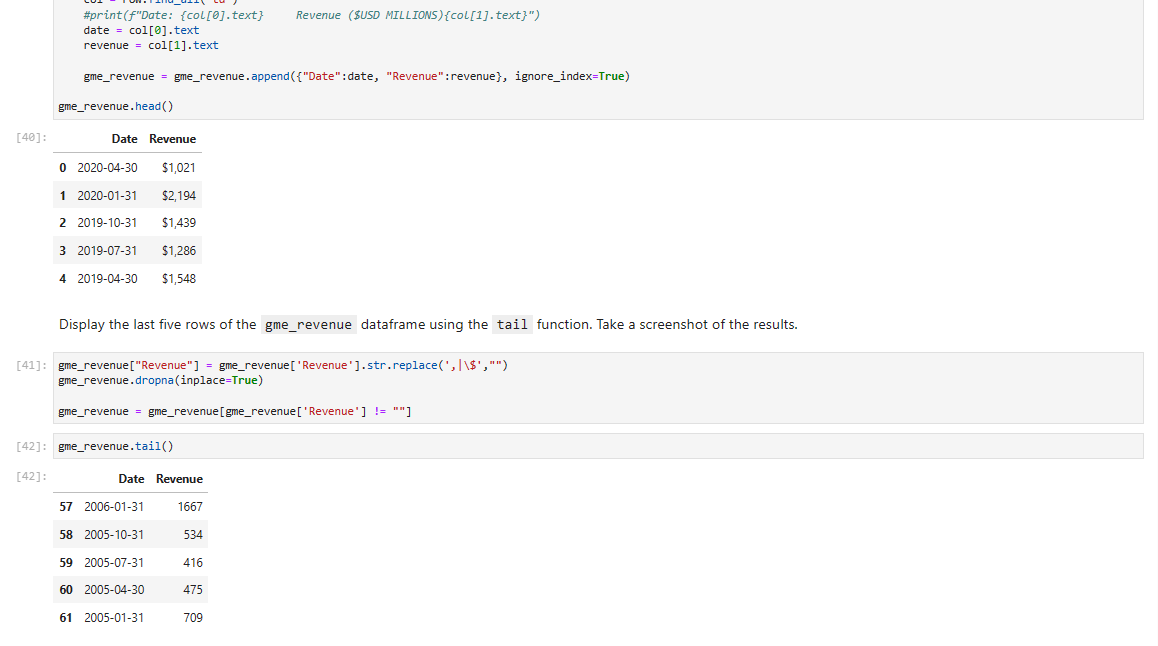 col = row.find_all("td")
#print(f"Date: {col[0].text}     Revenue ($USD MILLIONS){col[1].text}")
date = col[0].text
revenue = col[1].text
gme_revenue = gme_revenue.append({"Date":date, "Revenue":revenue}, ignore_index=True)
gme_revenue.head()
[40]:
Date Revenue
0 2020-04-30 $1,021
1 2020-01-31 $2,194
2 2019-10-31 $1,439
3 2019-07-31 $1,286
4 2019-04-30 $1,548
Display the last five rows of the gme_revenue dataframe using the tail function. Take a screenshot of the results.
[41]: gme_revenue["Revenue"] = gme_revenue['Revenue'].str.replace(',|\$',"")
gme_revenue.dropna(inplace=True)
gme_revenue = gme_revenue[gme_revenue['Revenue'] != ""]
[42]: gme_revenue.tail()
[42]:
Date Revenue
57 2006-01-31 1667
58 2005-10-31 534
59 2005-07-31 416
60 2005-04-30 475
61 2005-01-31 709